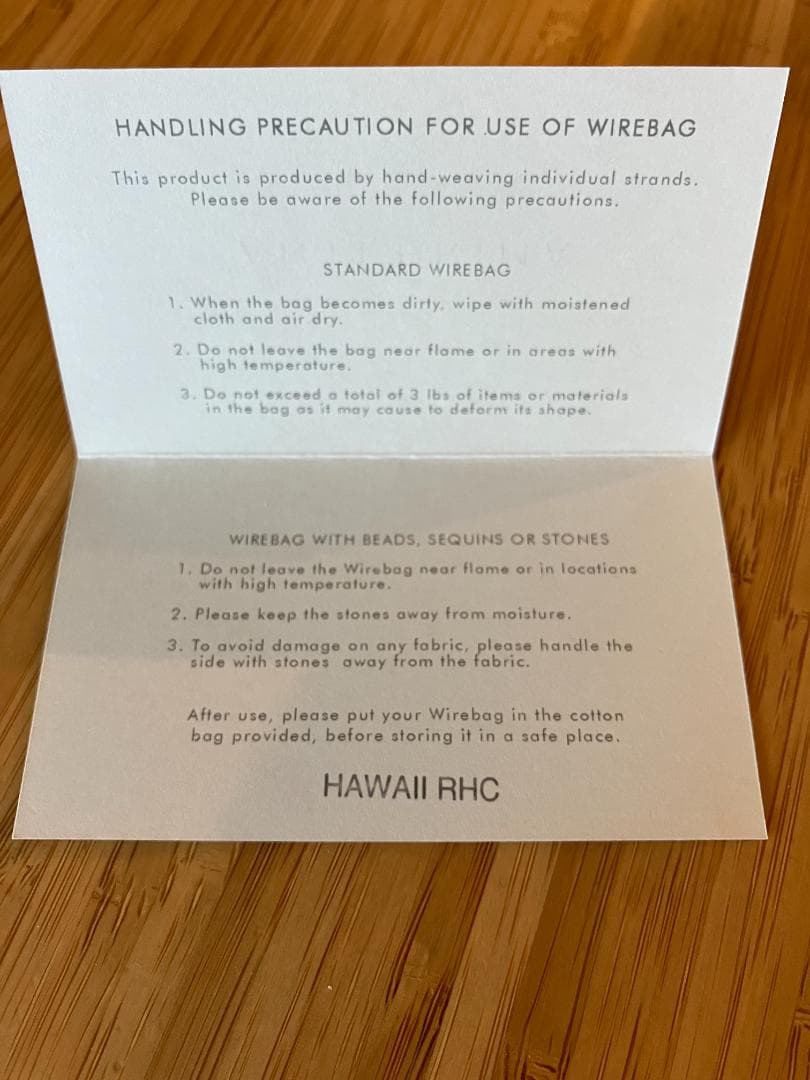 HANDLING PRECAUTION FOR USE OF WIREBAG
This product is produced by hand-weaving individual strands.
Please be aware of the following precautions.
STANDARD WIREBAG
1. When the bag becomes dirty, wipe with moistened
cloth and air dry.
2. Do not leave the bag near flame or in areas with
high temperature.
3. Do not exceed a total of 3 lbs of items or materials
in the bag as it may cause to deform its shape.
WIREBAG WITH BEADS, SEQUINS OR STONES
1. Do not leave the Wirebag near flame or in locations
with high temperature.
2. Please keep the stones away from moisture.
3. To avoid damage on any fabric, please handle the
side with stones away from the fabric.
After use, please put your Wirebag in the cotton
bag provided, before storing it in a safe place.
HAWAII RHC